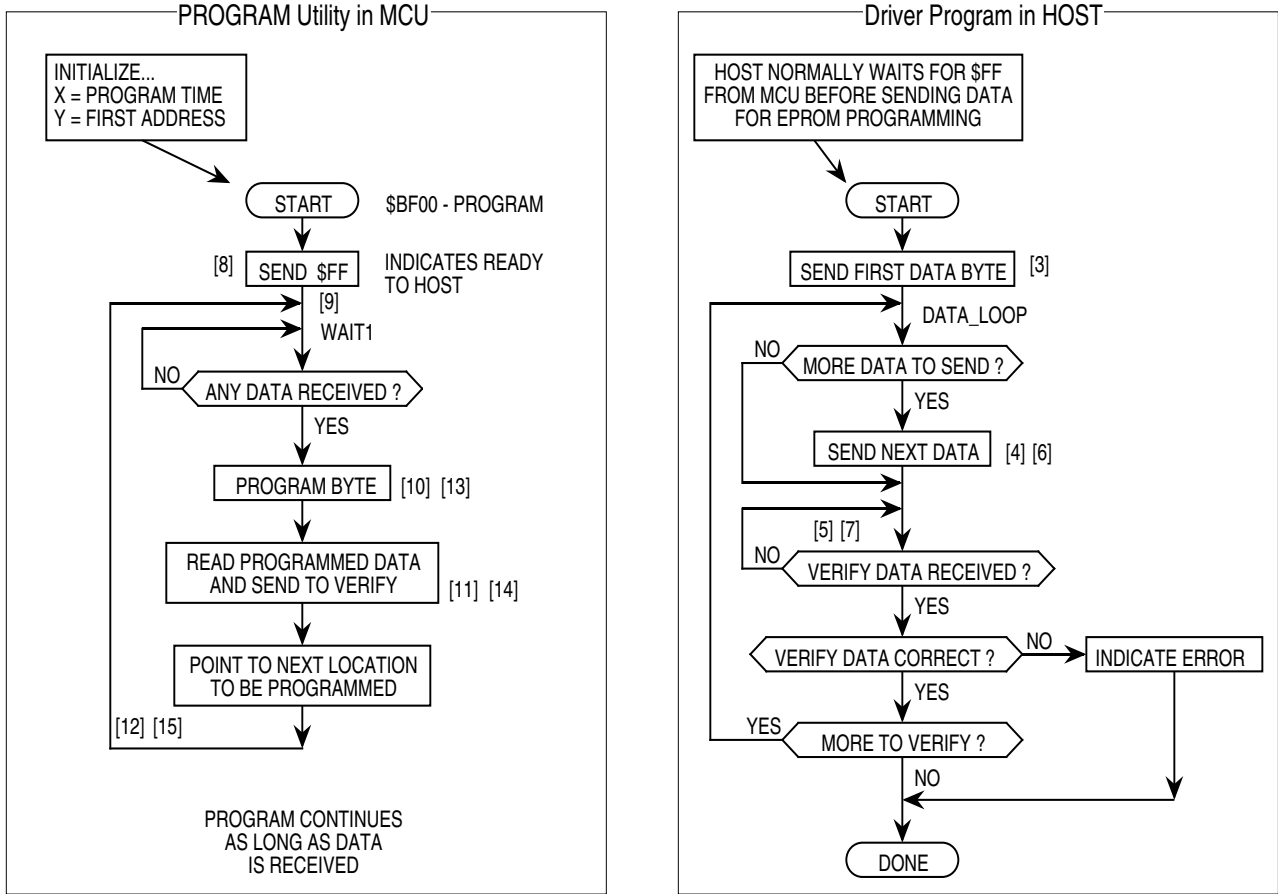 PROGRAM Utility in MCU
INITIALIZE...
X = PROGRAM TIME
Y = FIRST ADDRESS
START
$BF00 - PROGRAM
[8]
SEND $FF
INDICATES READY
TO HOST
[9]
WAIT1
NO
ANY DATA RECEIVED ?
YES
PROGRAM BYTE
[10] [13]
READ PROGRAMMED DATA
AND SEND TO VERIFY
[11] [14]
POINT TO NEXT LOCATION
TO BE PROGRAMMED
[12] [15]
PROGRAM CONTINUES
AS LONG AS DATA
IS RECEIVED
Driver Program in HOST
HOST NORMALLY WAITS FOR $FF
FROM MCU BEFORE SENDING DATA
FOR EPROM PROGRAMMING
START
SEND FIRST DATA BYTE
[3]
DATA_LOOP
NO
MORE DATA TO SEND ?
YES
SEND NEXT DATA
[4] [6]
[5] [7]
NO
VERIFY DATA RECEIVED ?
YES
VERIFY DATA CORRECT ?
NO
INDICATE ERROR
YES
YES
MORE TO VERIFY ?
NO
DONE